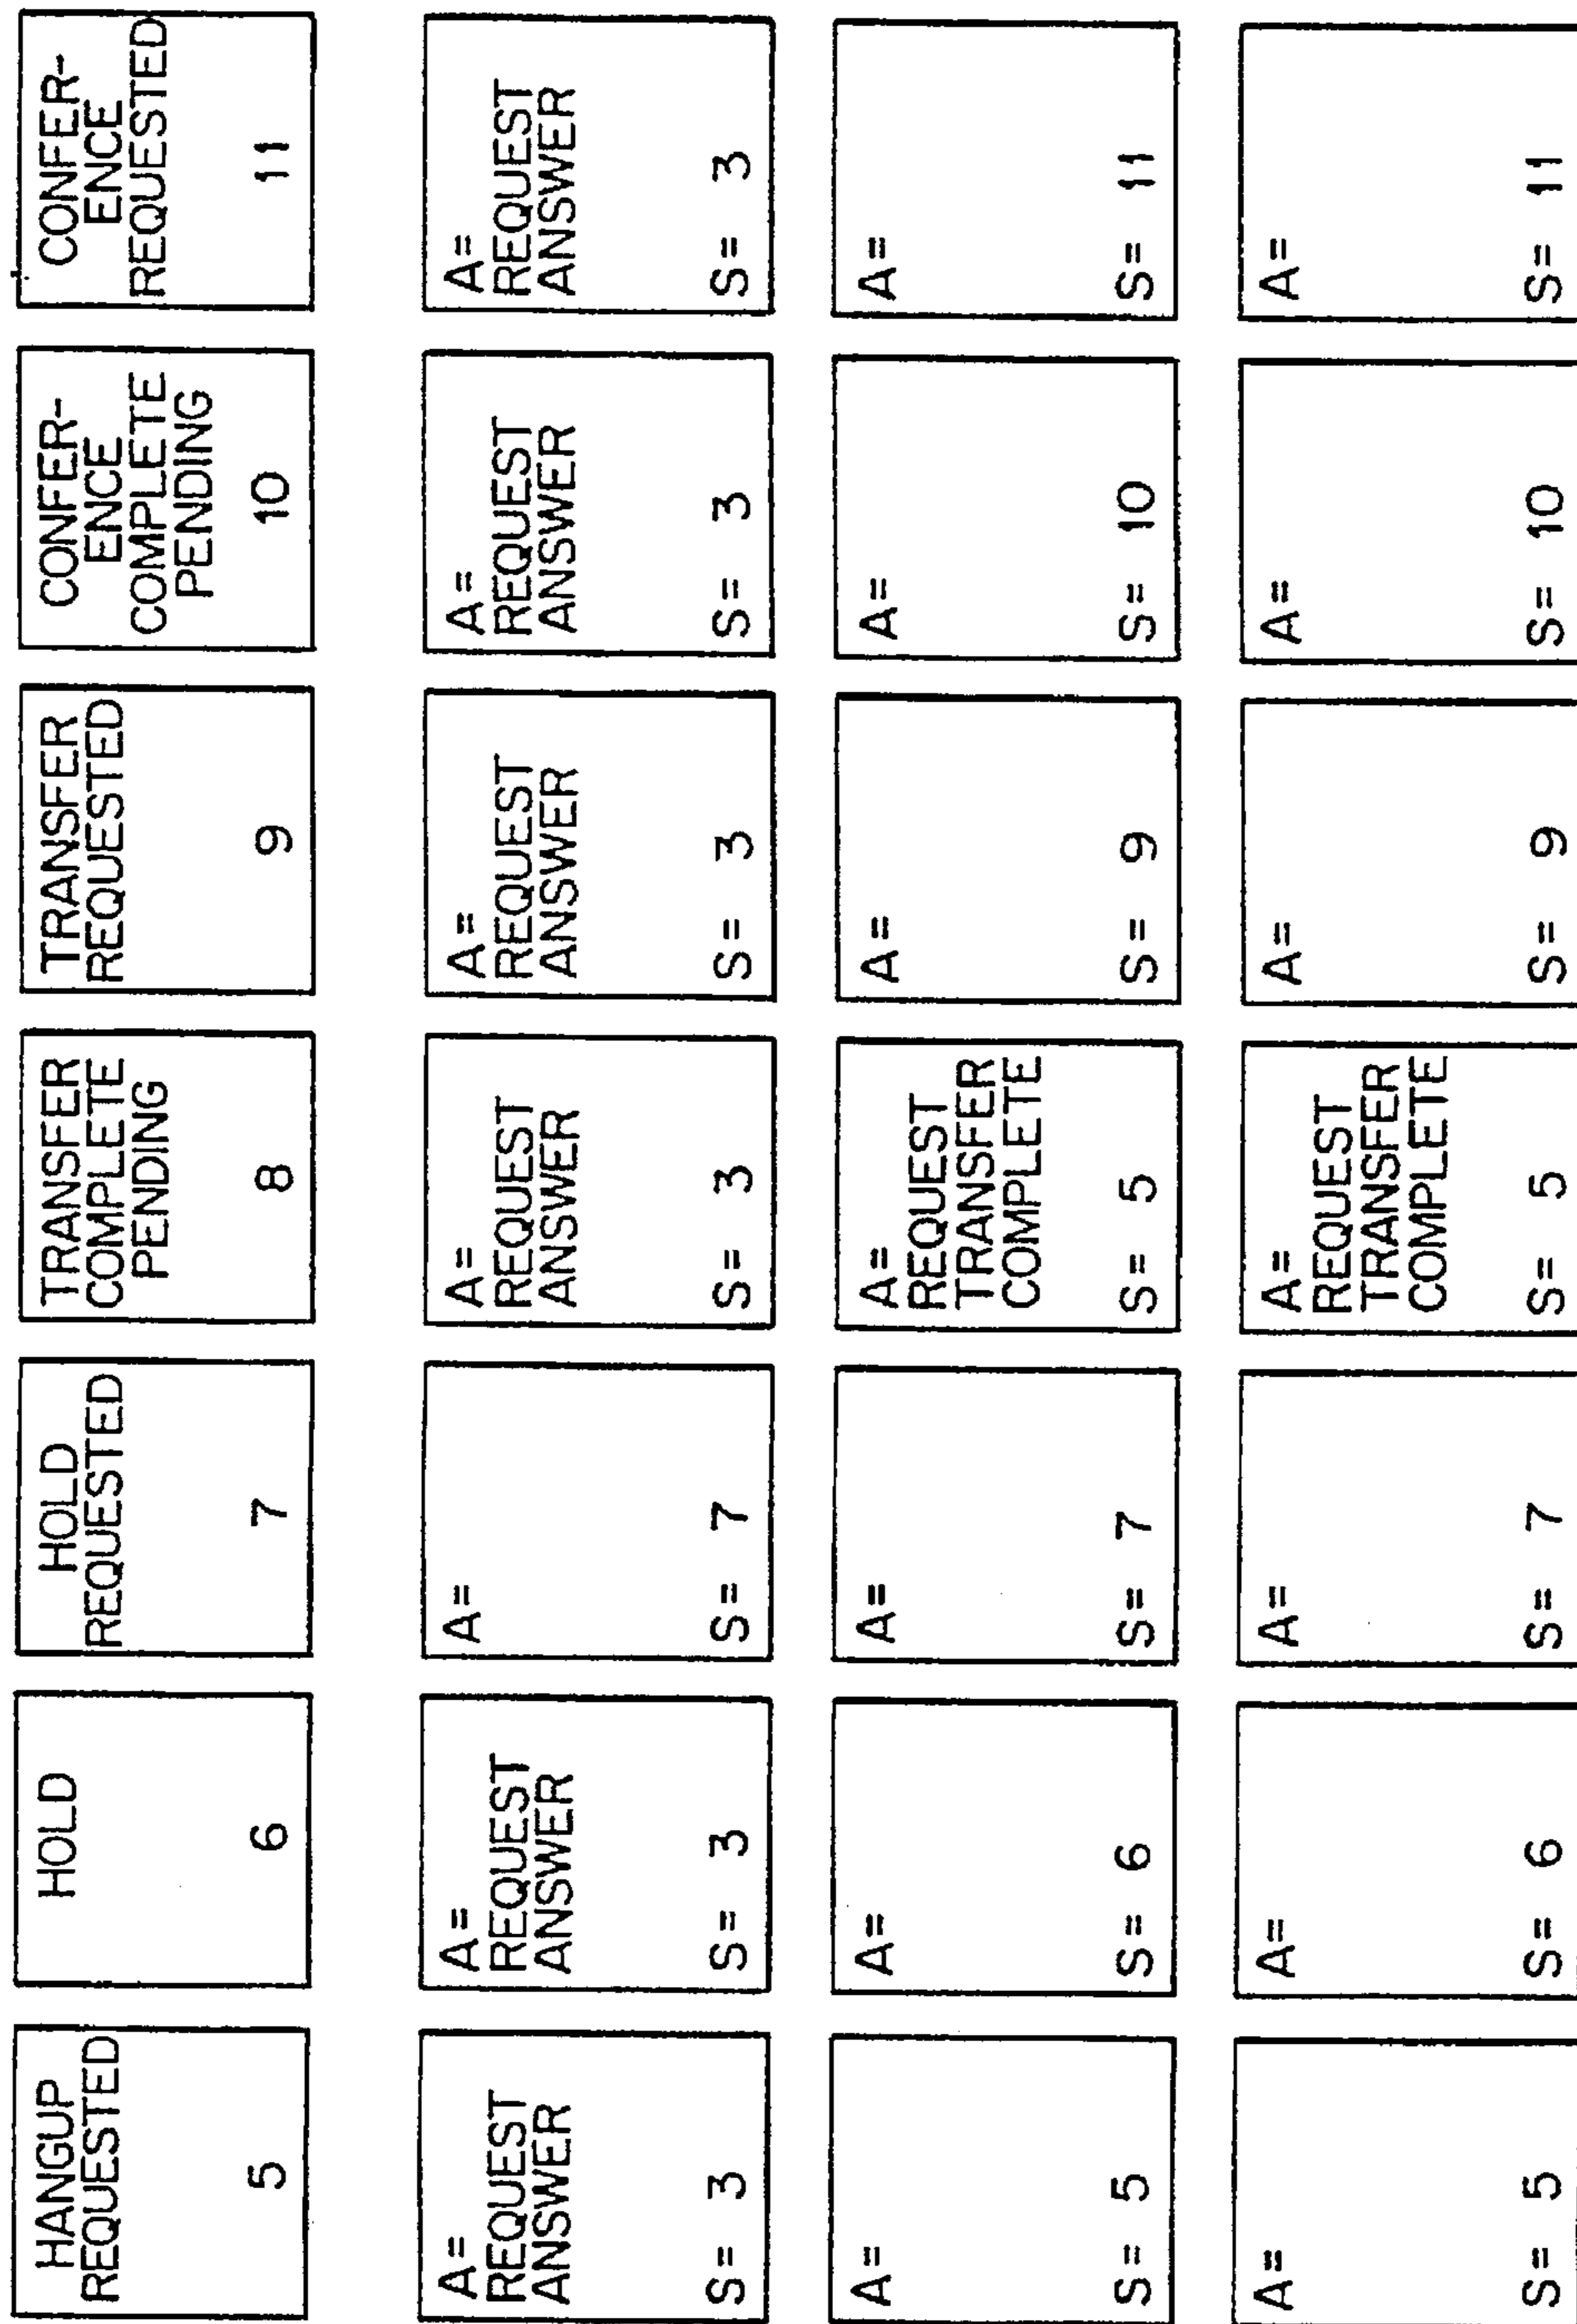 HANGUP
REQUESTED
5
HOLD
6
HOLD
REQUESTED
7
TRANSFER
COMPLETE
PENDING
8
TRANSFER
REQUESTED
9
CONFER-
ENCE
COMPLETE
PENDING
10
CONFER-
ENCE
REQUESTED
11
A=
REQUEST
ANSWER
S= 3
A=
REQUEST
ANSWER
S= 3
A=
S= 7
A=
REQUEST
ANSWER
S= 3
A=
REQUEST
ANSWER
S= 3
A=
REQUEST
ANSWER
S= 3
A=
REQUEST
ANSWER
S= 3
A=
S= 5
A=
S= 6
A=
S= 7
A=
REQUEST
TRANSFER
COMPLETE
S= 5
A=
S= 9
A=
S= 10
A=
S= 11
A=
S= 5
A=
S= 6
A=
S= 7
A=
REQUEST
TRANSFER
COMPLETE
S= 5
A=
S= 9
A=
S= 10
A=
S= 11